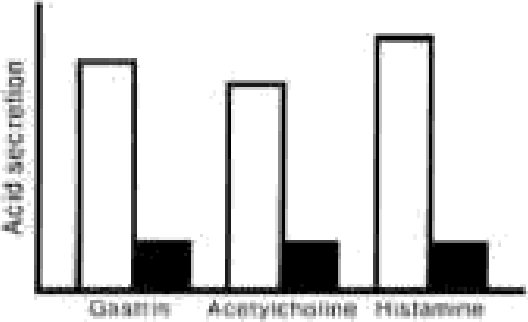 Acid secretion
Gastrin
Acetylcholine
Histamine